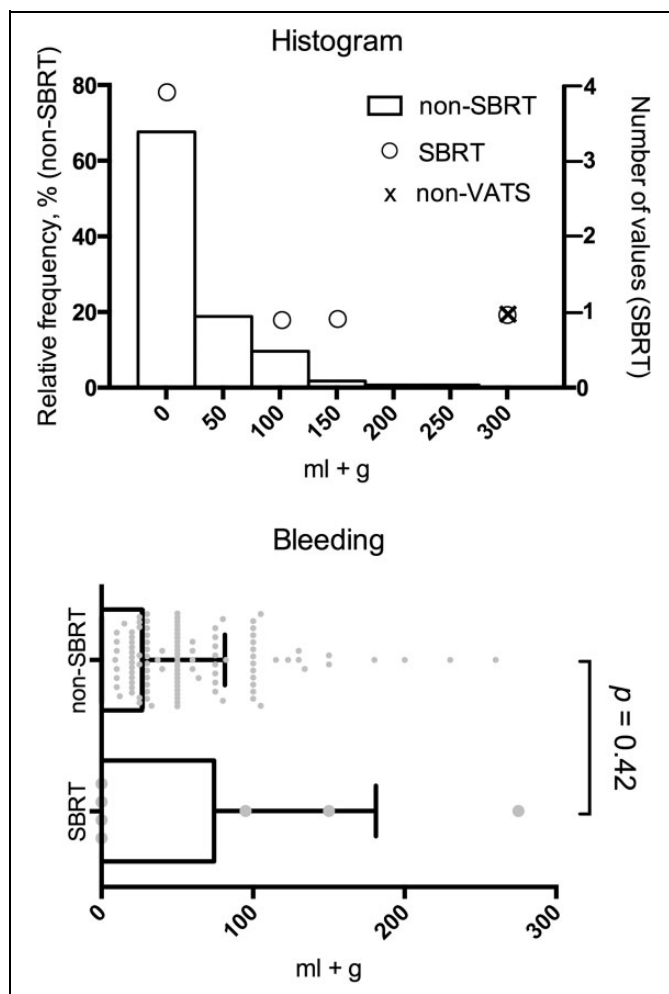 Histogram
Relative frequency, % (non-SBRT)
80
60
40
20
0
non-SBRT
SBRT
x non-VATS
4
3
2
1
0
Number of values (SBRT)
0 50 100 150 200 250 300
ml + g
Bleeding
non-SBRT
SBRT
p = 0.42
0 100 200 300
ml + g